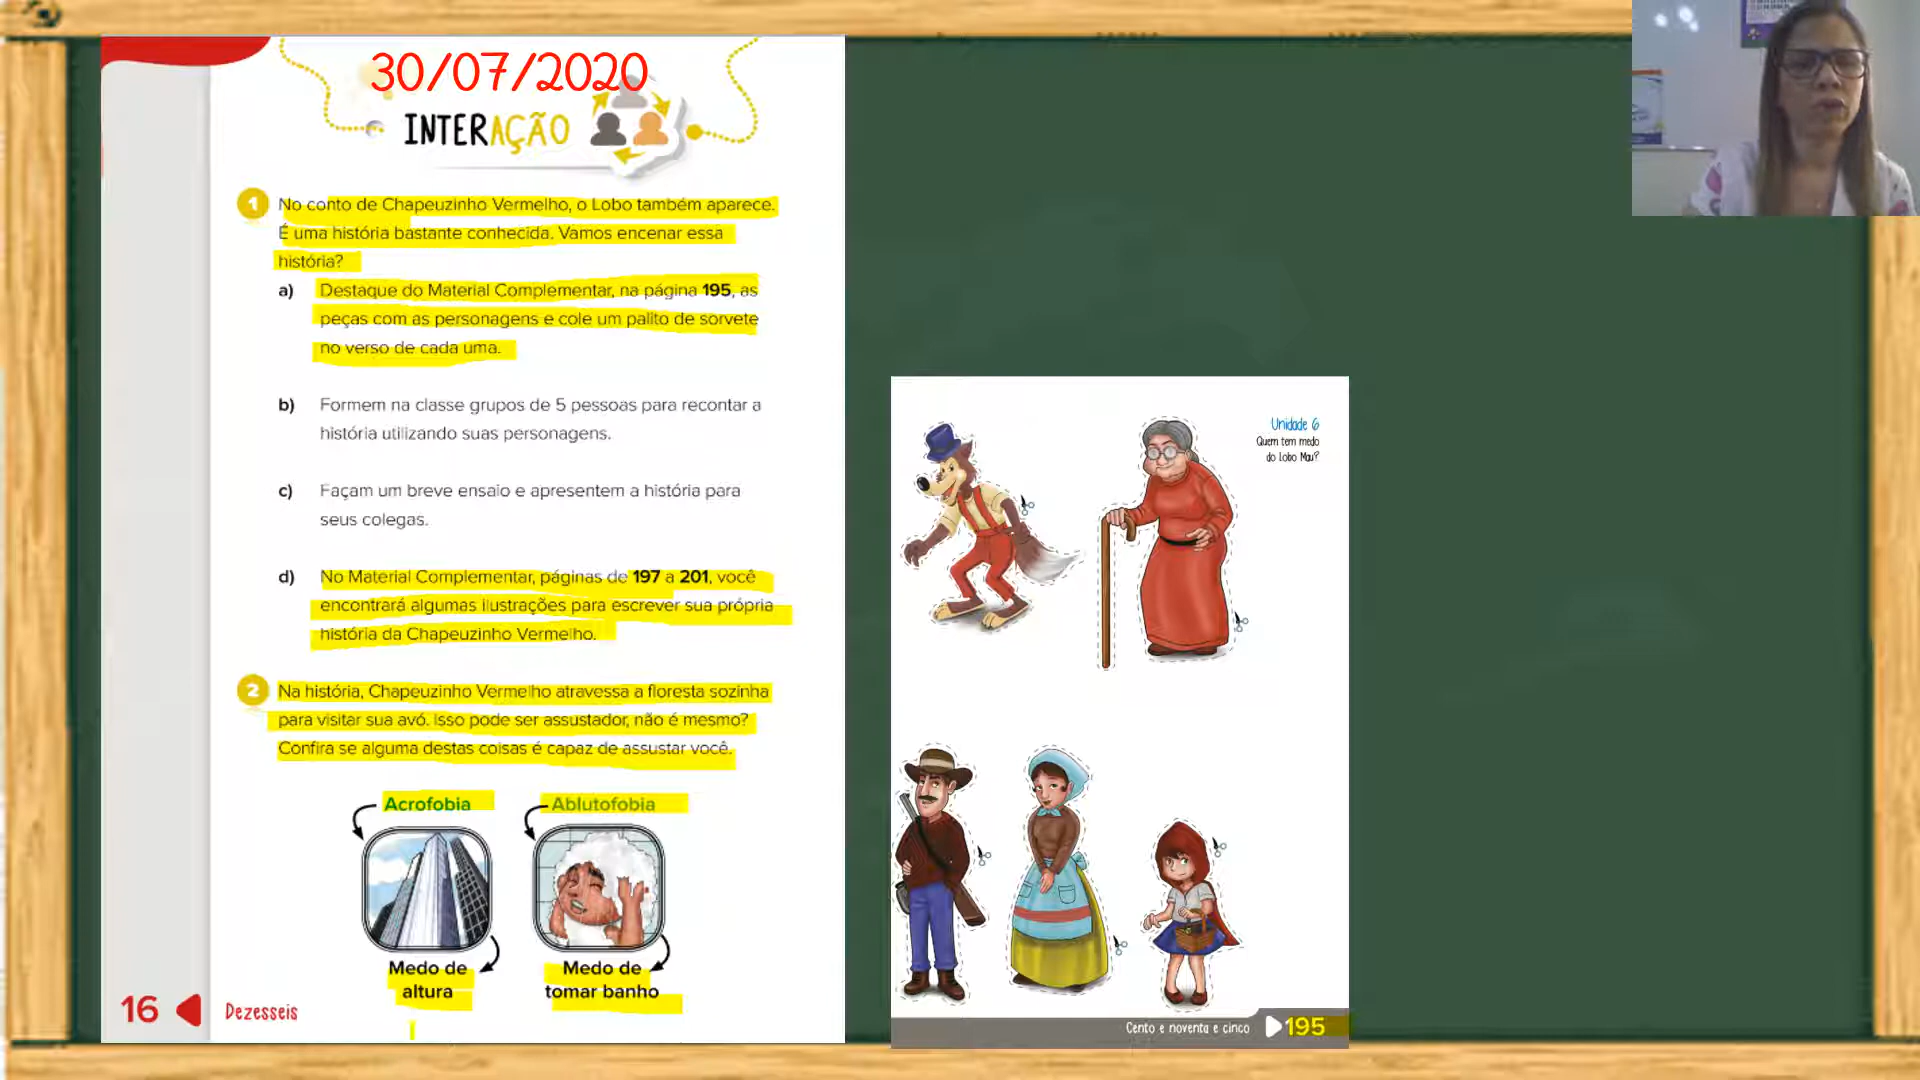 30/07/2020
INTERAÇÃO
1 No conto de Chapeuzinho Vermelho, o Lobo também aparece.
É uma história bastante conhecida. Vamos encenar essa
história?
a) Destaque do Material Complementar, na página 195, as
peças com as personagens e cole um palito de sorvete
no verso de cada uma.
b) Formem na classe grupos de 5 pessoas para recontar a
história utilizando suas personagens.
c) Façam um breve ensaio e apresentem a história para
seus colegas.
d) No Material Complementar, páginas de 197 a 201, você
encontrará algumas ilustrações para escrever sua própria
história da Chapeuzinho Vermelho.
2 Na história, Chapeuzinho Vermelho atravessa a floresta sozinha
para visitar sua avó. Isso pode ser assustador, não é mesmo?
Confira se alguma destas coisas é capaz de assustar você.
Acrofobia
Ablutofobia
Medo de
altura
Medo de
tomar banho
16 Dezesseis
Unidade 6
Quem tem medo
do Lobo Mau?
Cento e noventa e cinco 195